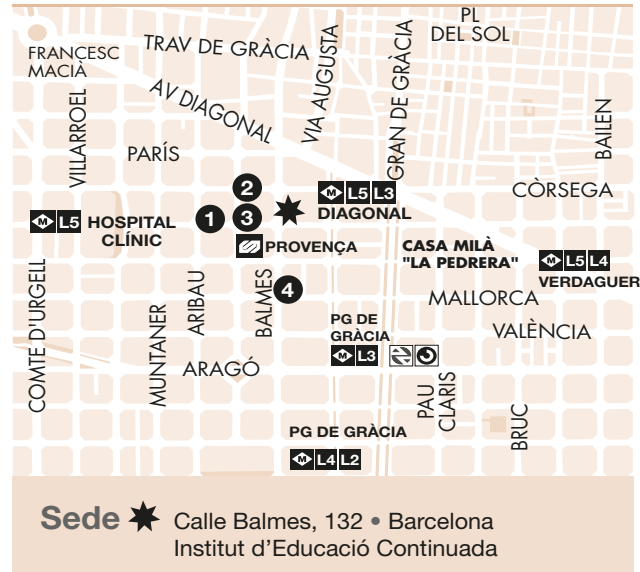 PL
DEL SOL
FRANCESC
MACIÀ
TRAV DE GRÀCIA
VIA AUGUSTA
GRAN DE GRÀCIA
AV DIAGONAL
VILLARROEL
BAILEN
PARÍS
2
M L5 L3
DIAGONAL
CÒRSEGA
M L5 HOSPITAL
CLÍNIC
1
3
PROVENÇA
CASA MILÀ
"LA PEDRERA"
M L5 L4
VERDAGUER
COMTE D'URGELL
MUNTANER
ARIBAU
BALMES
4
MALLORCA
PG DE
GRÀCIA
M L3
VALÈNCIA
ARAGÓ
PAU
CLARIS
BRUC
PG DE GRÀCIA
M L4 L2
Sede Calle Balmes, 132 • Barcelona
Institut d’Educació Continuada